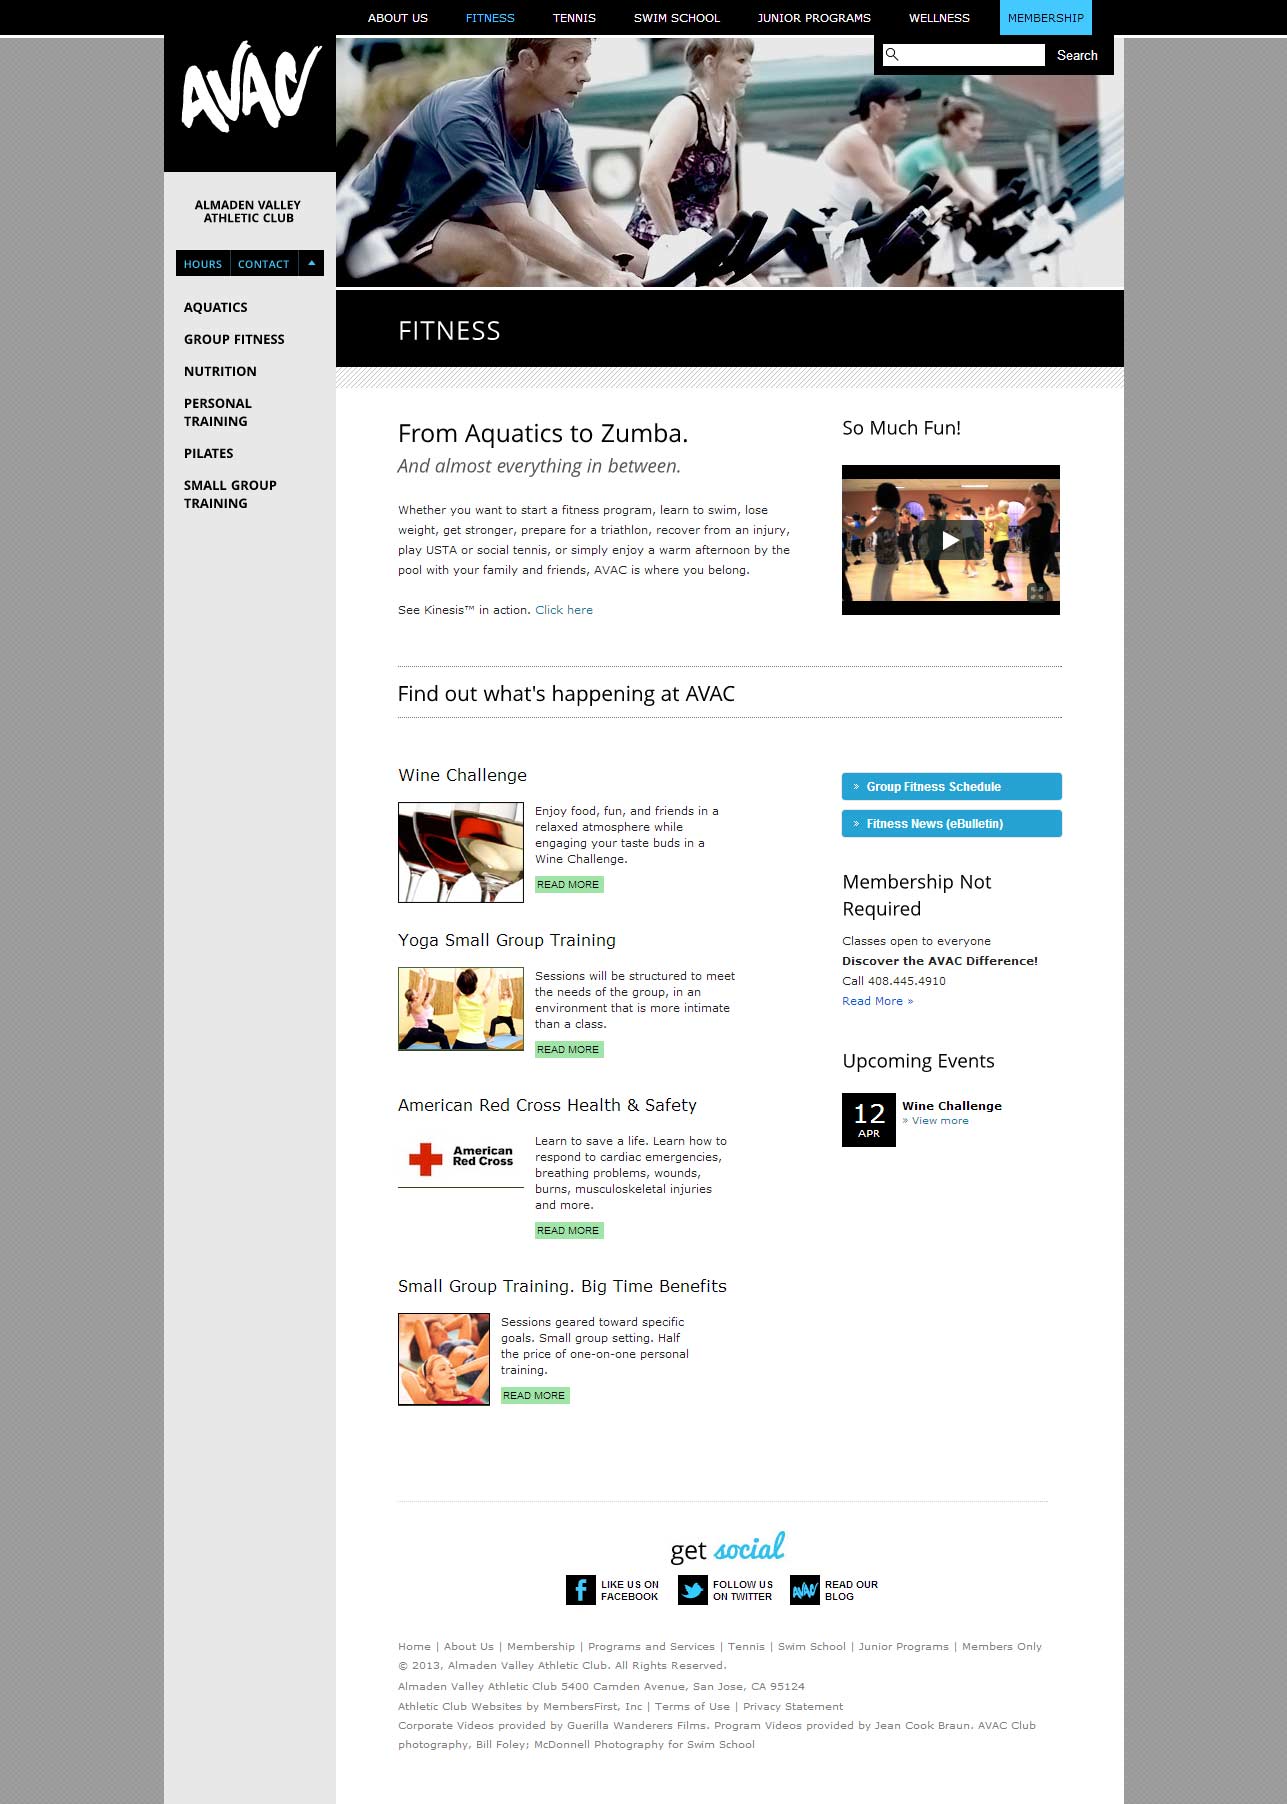 ABOUT US FITNESS TENNIS SWIM SCHOOL JUNIOR PROGRAMS WELLNESS MEMBERSHIP
Search
AVAC
ALMADEN VALLEY
ATHLETIC CLUB
HOURS CONTACT
AQUATICS
GROUP FITNESS
NUTRITION
PERSONAL
TRAINING
PILATES
SMALL GROUP
TRAINING
FITNESS
From Aquatics to Zumba.
And almost everything in between.
Whether you want to start a fitness program, learn to swim, lose
weight, get stronger, prepare for a triathlon, recover from an injury,
play USTA or social tennis, or simply enjoy a warm afternoon by the
pool with your family and friends, AVAC is where you belong.
See Kinesis™ in action. Click here
So Much Fun!
Find out what's happening at AVAC
Wine Challenge
Enjoy food, fun, and friends in a
relaxed atmosphere while
engaging your taste buds in a
Wine Challenge.
READ MORE
Yoga Small Group Training
Sessions will be structured to meet
the needs of the group, in an
environment that is more intimate
than a class.
READ MORE
American Red Cross Health & Safety
American
Red Cross
Learn to save a life. Learn how to
respond to cardiac emergencies,
breathing problems, wounds,
burns, musculoskeletal injuries
and more.
READ MORE
Small Group Training. Big Time Benefits
Sessions geared toward specific
goals. Small group setting. Half
the price of one-on-one personal
training.
READ MORE
» Group Fitness Schedule
» Fitness News (eBulletin)
Membership Not
Required
Classes open to everyone
Discover the AVAC Difference!
Call 408.445.4910
Read More »
Upcoming Events
12
APR
Wine Challenge
» View more
get social
LIKE US ON
FACEBOOK
FOLLOW US
ON TWITTER
AVAC
READ OUR
BLOG
Home | About Us | Membership | Programs and Services | Tennis | Swim School | Junior Programs | Members Only
© 2013, Almaden Valley Athletic Club. All Rights Reserved.
Almaden Valley Athletic Club 5400 Camden Avenue, San Jose, CA 95124
Athletic Club Websites by MembersFirst, Inc | Terms of Use | Privacy Statement
Corporate Videos provided by Guerilla Wanderers Films. Program Videos provided by Jean Cook Braun. AVAC Club
photography, Bill Foley; McDonnell Photography for Swim School